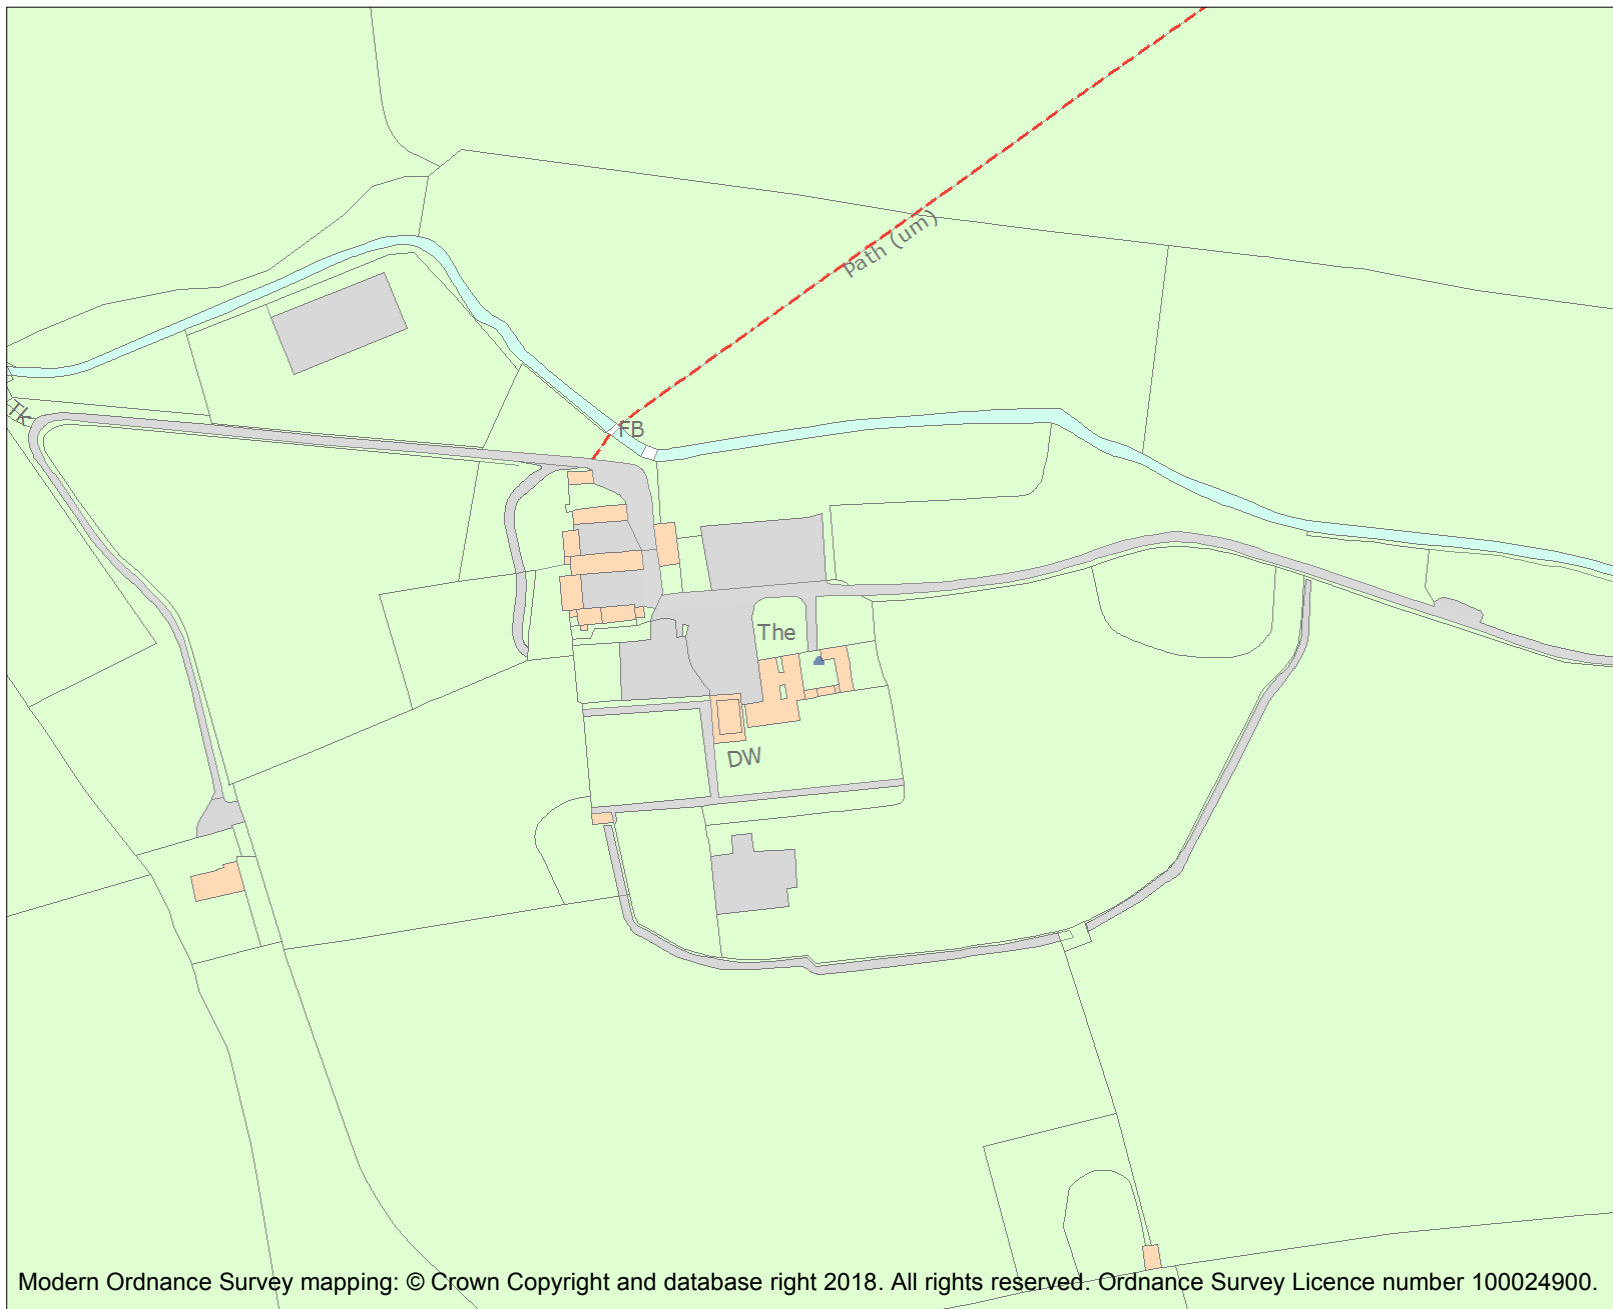 Path (um)
Tk
FB
The
DW
Modern Ordnance Survey mapping: © Crown Copyright and database right 2018. All rights reserved. Ordnance Survey Licence number 100024900.